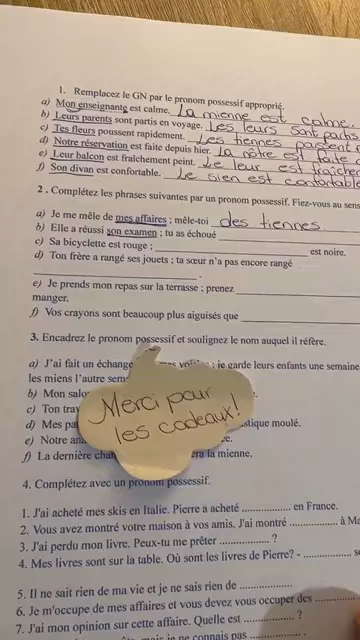 1. Remplacez le GN par le pronom possessif approprié.
a) Mon enseignante est calme. La mienne est calme.
b) Leurs parents sont partis en voyage. Les leurs sont partis
c) Tes fleurs poussent rapidement. Les tiennes poussent
d) Notre réservation est faite depuis hier. La nôtre est faite
e) Leur balcon est fraîchement peint. Le leur est
f) Son divan est confortable. Le sien est confortable
2. Complétez les phrases suivantes par un pronom possessif. Fiez-vous au sens
a) Je me mêle de mes affaires ; mêle-toi des tiennes
b) Elle a réussi son examen ; tu as échoué
c) Sa bicyclette est rouge ; est noire.
d) Ton frère a rangé ses jouets ; ta sœur n'a pas encore rangé
.
e) Je prends mon repas sur la terrasse ; prenez
manger.
f) Vos crayons sont beaucoup plus aiguisés que
3. Encadrez le pronom possessif et soulignez le nom auquel il réfère.
a) J'ai fait un échange je garde leurs enfants une semaine
les miens l'autre
b) Mon
c) Ton
d) Mes moulé.
e) Notre
f) La dernière la mienne.
Merci pour
les cadeaux!
4. Complétez avec un pronom possessif.
1. J'ai acheté mes skis en Italie. Pierre a acheté ............... en France.
2. Vous avez montré votre maison à vos amis. J'ai montré ............... à
3. J'ai perdu mon livre. Peux-tu me prêter ............... ?
4. Mes livres sont sur la table. Où sont les livres de Pierre? - ...............
5. Il ne sait rien de ma vie et je ne sais rien de ...............
6. Je m'occupe de mes affaires et vous devez vous occuper des ...............
7. J'ai mon opinion sur cette affaire. Quelle est ............... ?
je ne connais pas ...............